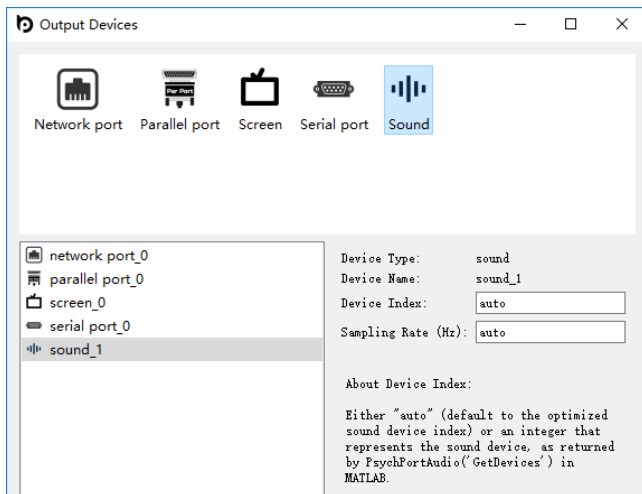 Output Devices
Per Port
Network port Parallel port Screen Serial port Sound
network port_0
parallel port_0
screen_0
serial port_0
sound_1
Device Type: sound
Device Name: sound_1
Device Index: auto
Sampling Rate (Hz): auto
About Device Index:
Either "auto" (default to the optimized
sound device index) or an integer that
represents the sound device, as returned
by PsychPortAudio('GetDevices') in
MATLAB.